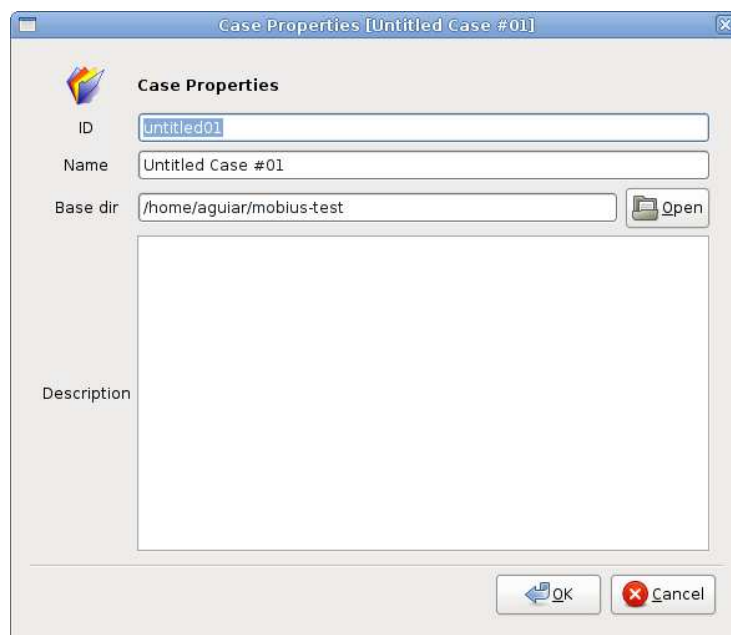 Case Properties [Untitled Case #01]
Case Properties
ID untitled01
Name Untitled Case #01
Base dir /home/aguiar/mobius-test Open
Description
OK Cancel